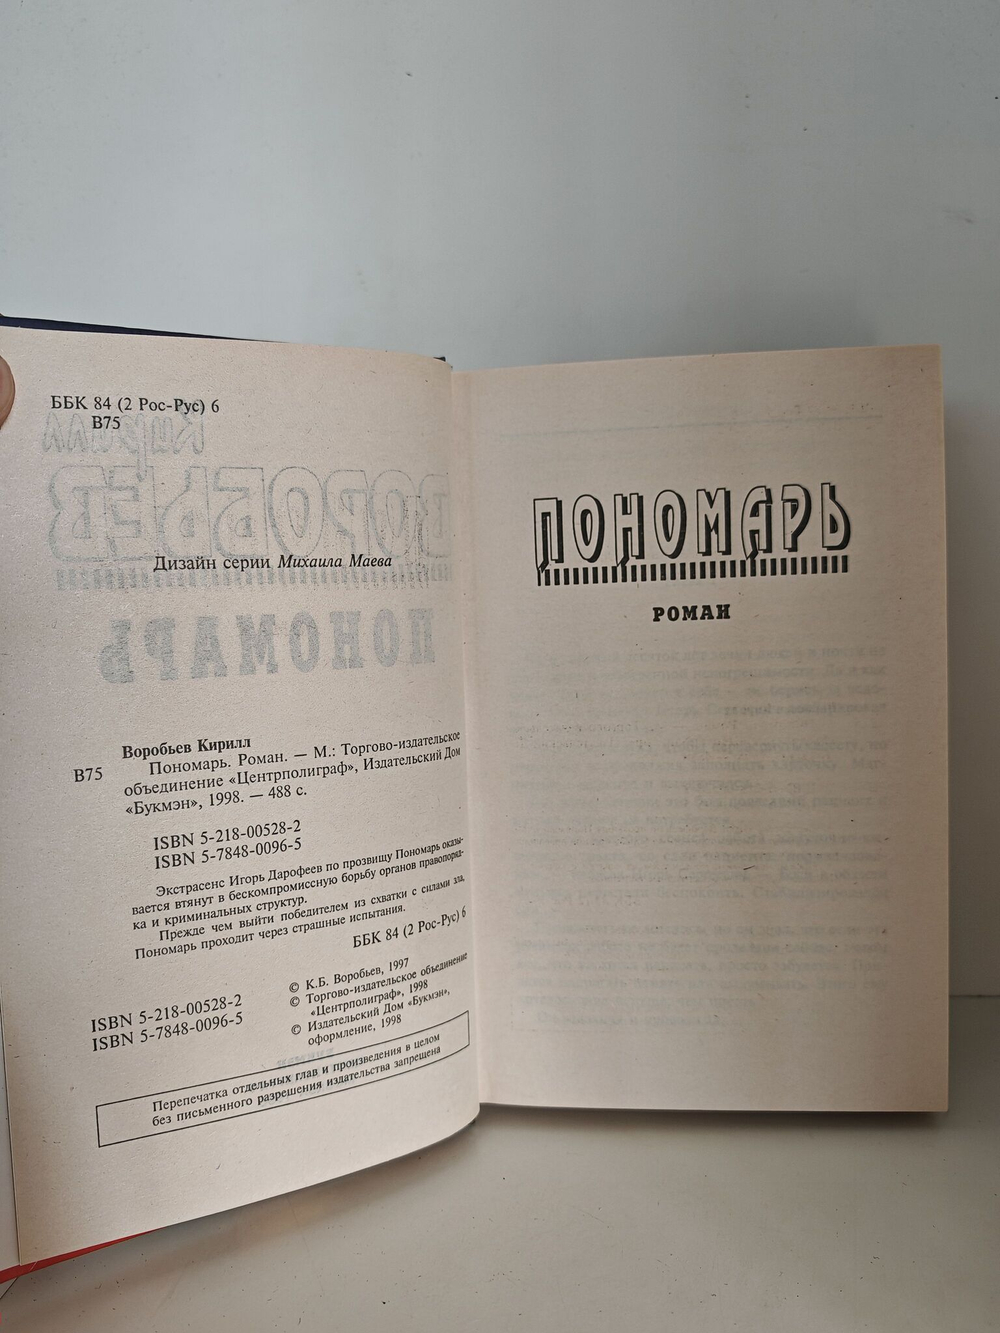 ББК 84 (2 Рос-Рус) 6
В75
Дизайн серии Михаила Маева
Воробьев Кирилл
В75 Пономарь. Роман. — М.: Торгово-издательское
объединение «Центрполиграф», Издательский Дом
«Букмэн», 1998. — 488 с.
ISBN 5-218-00528-2
ISBN 5-7848-0096-5
Экстрасенс Игорь Дарофеев по прозвищу Пономарь оказы-
вается втянут в бескомпромиссную борьбу органов правопоряд-
ка и криминальных структур.
Прежде чем выйти победителем из схватки с силами зла,
Пономарь проходит через страшные испытания.
ББК 84 (2 Рос-Рус) 6
© К.Б. Воробьев, 1997
© Торгово-издательское объединение
«Центрполиграф», 1998
© Издательский Дом «Букмэн»,
оформление, 1998
ISBN 5-218-00528-2
ISBN 5-7848-0096-5
Перепечатка отдельных глав и произведения в целом
без письменного разрешения издательства запрещена
ПОНОМАРЬ
РОМАН